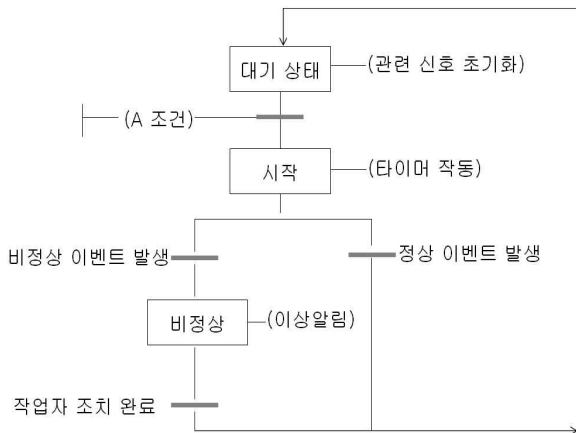 대기 상태
(관련 신호 초기화)
(A 조건)
시작
(타이머 작동)
비정상 이벤트 발생
정상 이벤트 발생
비정상
(이상알림)
작업자 조치 완료